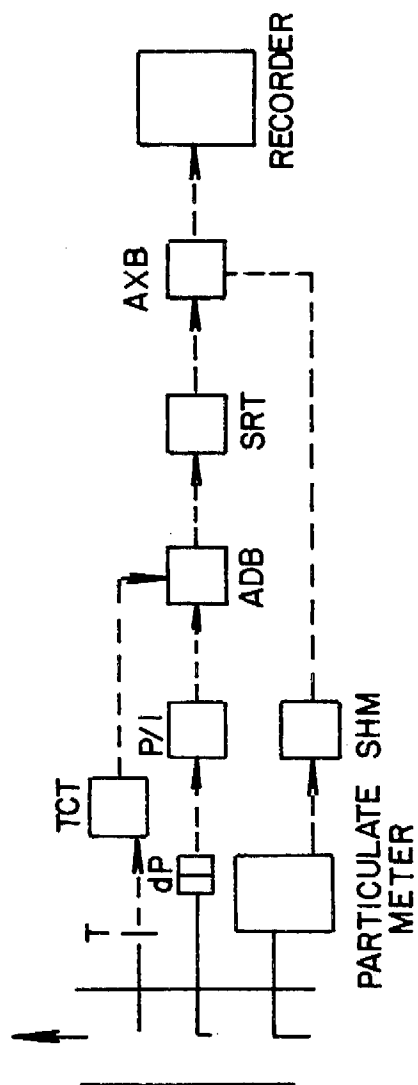 T
TCT
dP
P/I
ADB
SRT
AXB
RECORDER
PARTICULATE
METER
SHM